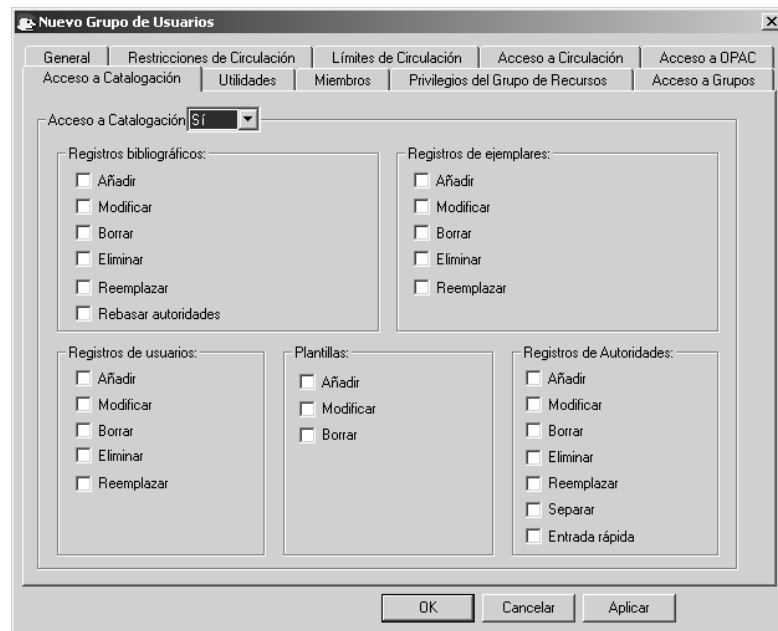 Nuevo Grupo de Usuarios
General
Restricciones de Circulación
Límites de Circulación
Acceso a Circulación
Acceso a OPAC
Acceso a Catalogación
Utilidades
Miembros
Privilegios del Grupo de Recursos
Acceso a Grupos
Acceso a Catalogación Sí
Registros bibliográficos:
Añadir
Modificar
Borrar
Eliminar
Reemplazar
Rebasar autoridades
Registros de ejemplares:
Añadir
Modificar
Borrar
Eliminar
Reemplazar
Registros de usuarios:
Añadir
Modificar
Borrar
Eliminar
Reemplazar
Plantillas:
Añadir
Modificar
Borrar
Registros de Autoridades:
Añadir
Modificar
Borrar
Eliminar
Reemplazar
Separar
Entrada rápida
OK
Cancelar
Aplicar